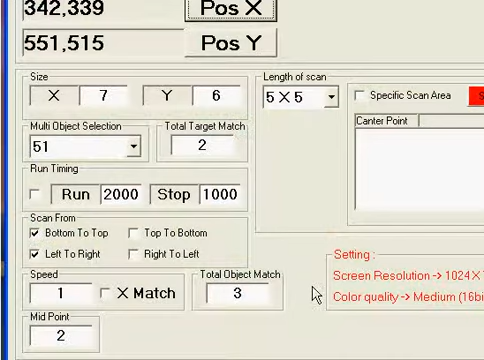 342,339 Pos X
551,515 Pos Y
Size
X 7 Y 6
Length of scan
5 X 5
Specific Scan Area
Canter Point
Multi Object Selection
51
Total Target Match
2
Run Timing
Run 2000 Stop 1000
Scan From
Bottom To Top Top To Bottom
Left To Right Right To Left
Setting :
Screen Resolution -> 1024 X
Color quality -> Medium (16bi
Speed
1 X Match
Total Object Match
3
Mid Point
2